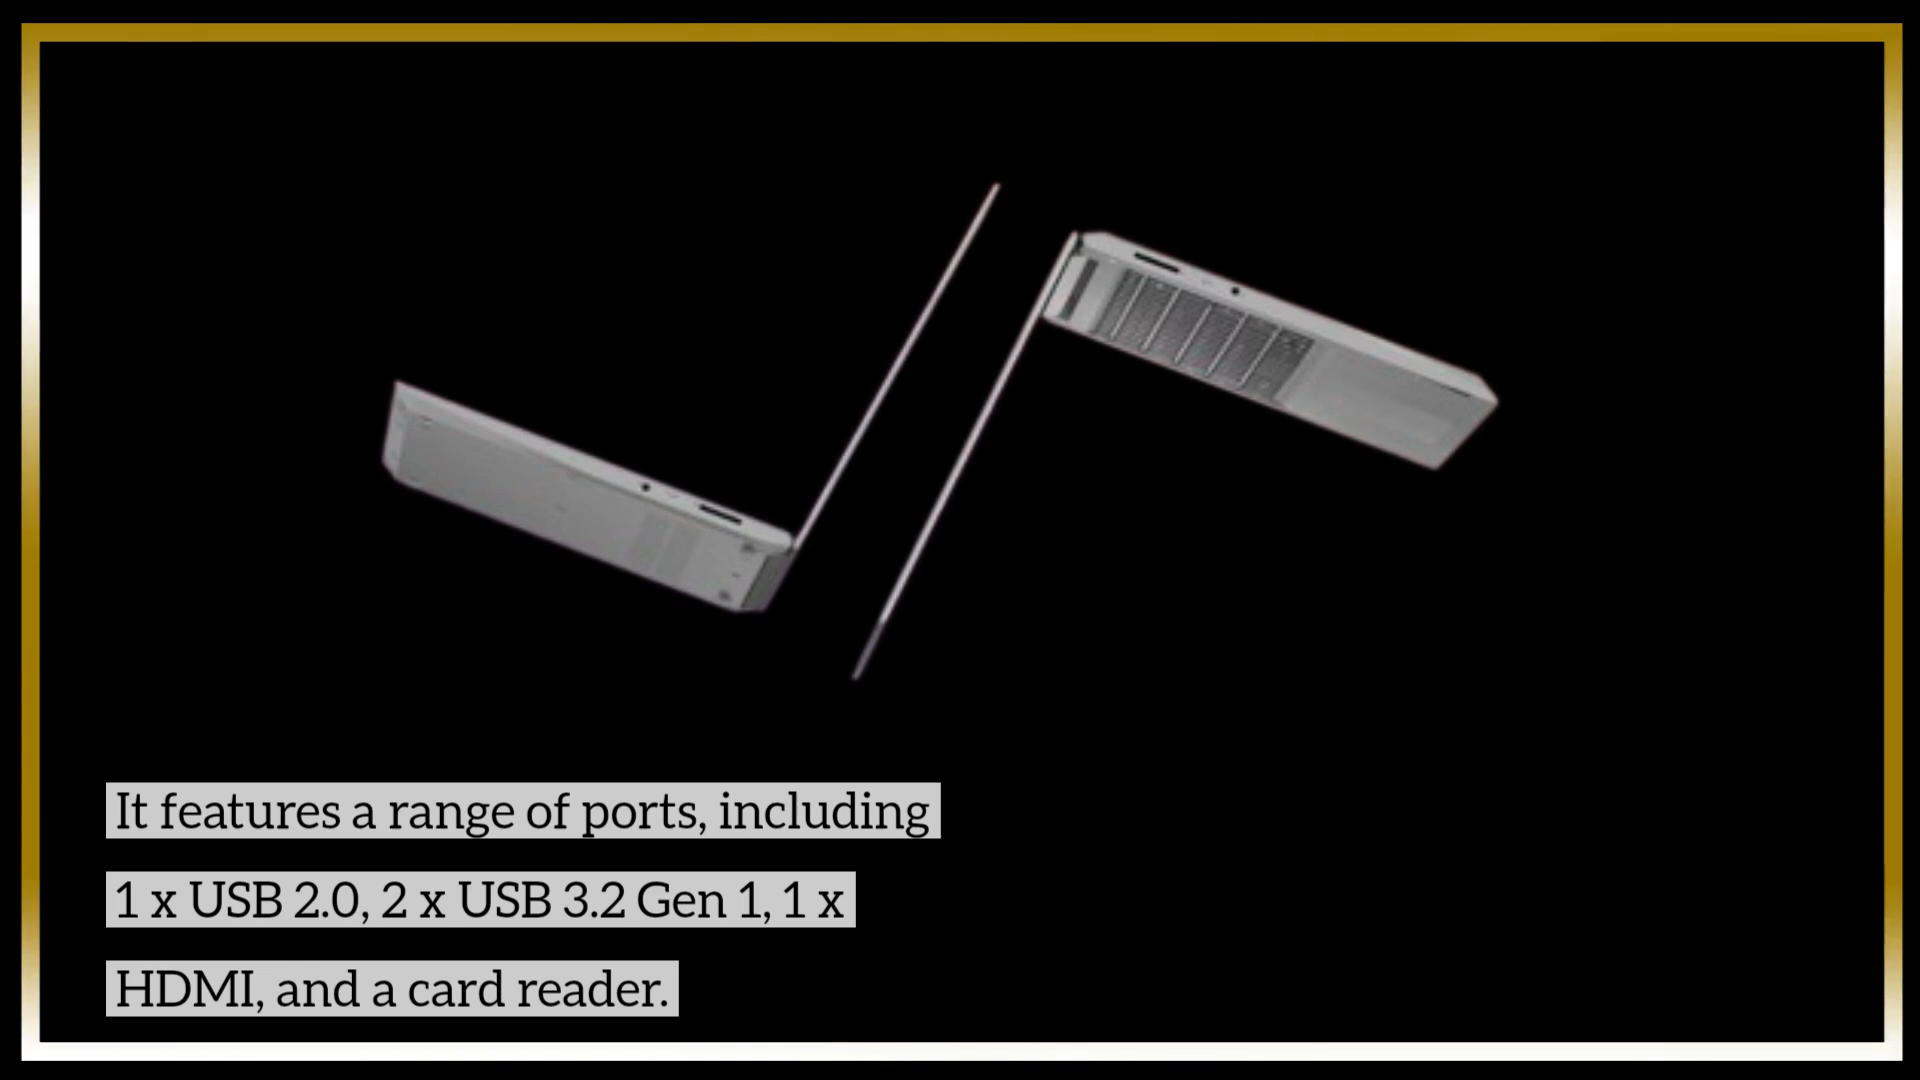 It features a range of ports, including
1 x USB 2.0, 2 x USB 3.2 Gen 1, 1 x
HDMI, and a card reader.